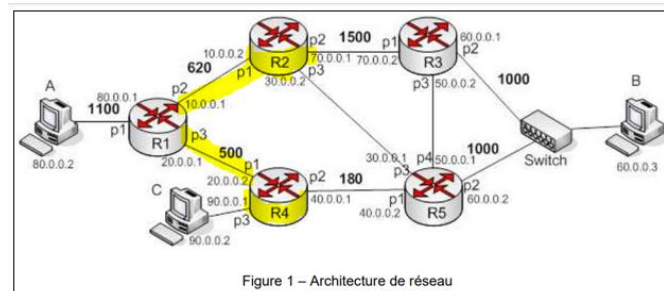 A
1100
80.0.0.1
p1
80.0.0.2
R1
p2
10.0.0.1
p3
20.0.0.1
620
10.0.0.2
p1
R2
p2
70.0.0.1
p3
30.0.0.2
1500
p1
70.0.0.2
R3
60.0.0.1
p2
p3
50.0.0.2
1000
B
60.0.0.3
Switch
500
p1
20.0.0.2
90.0.0.1
p3
R4
p2
40.0.0.1
C
90.0.0.2
180
30.0.0.1
p3
p4
50.0.0.1
p1
40.0.0.2
R5
p2
60.0.0.2
1000
Figure 1 – Architecture de réseau